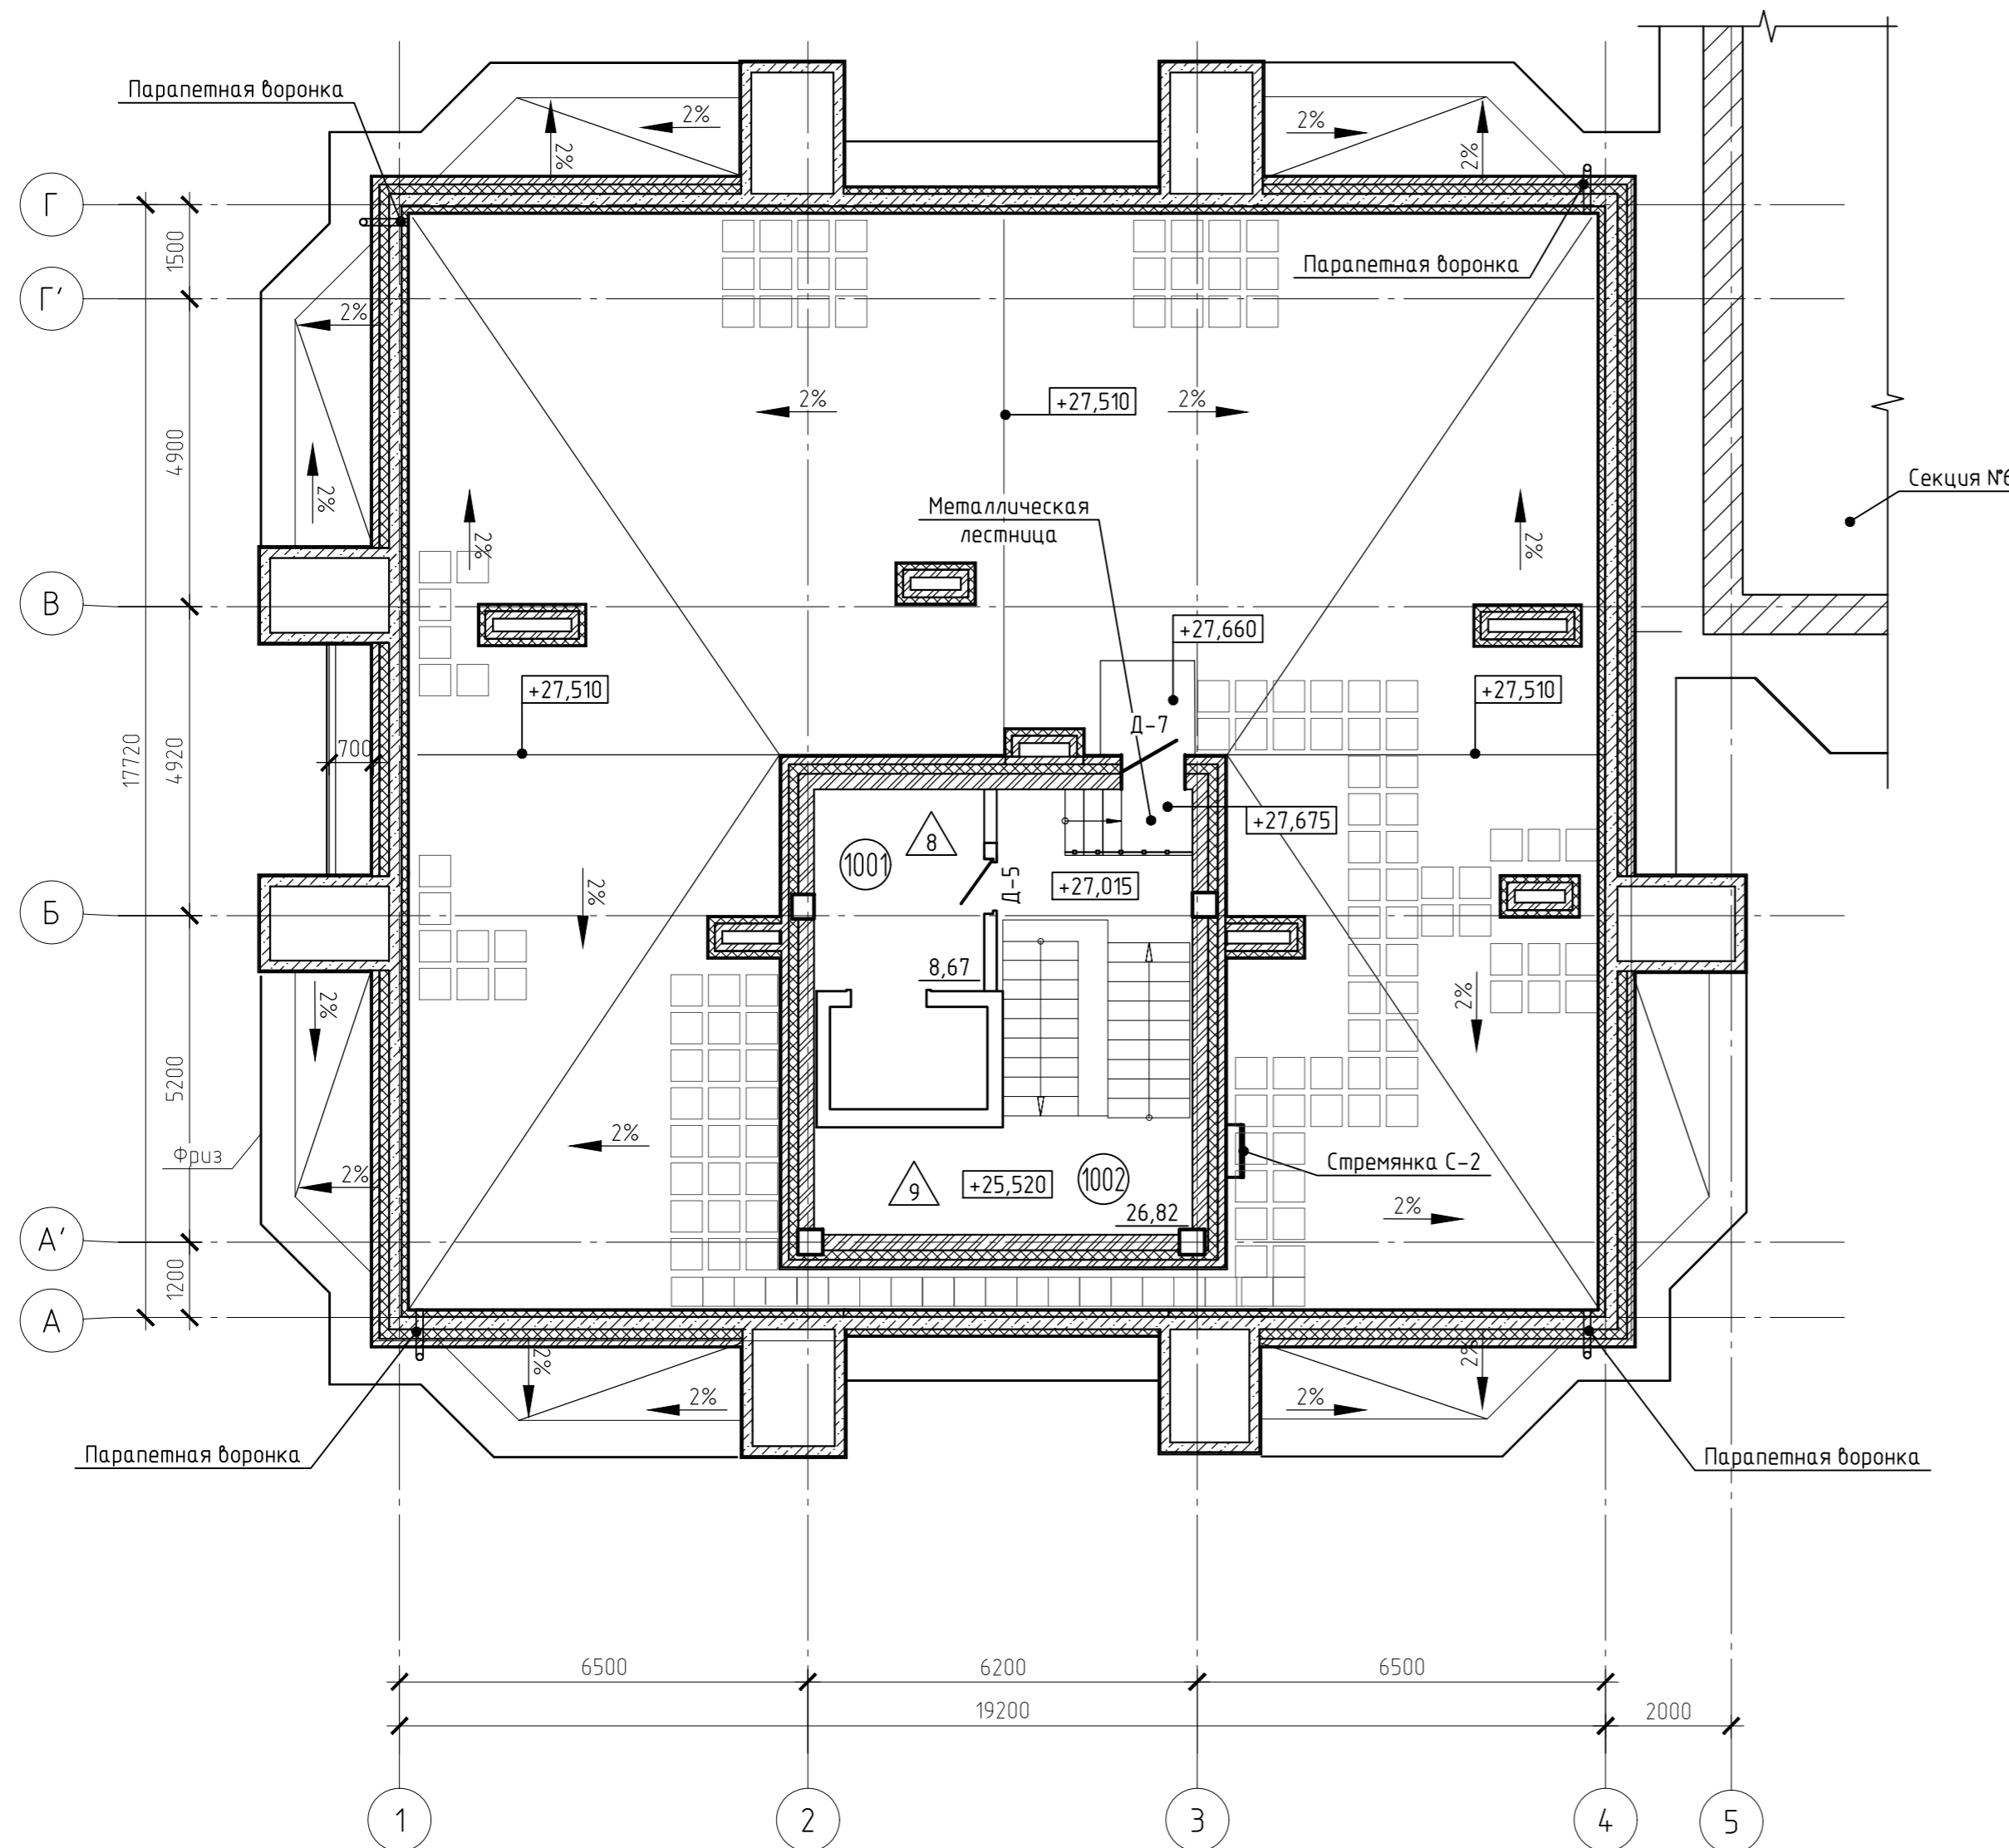 Парапетная воронка
2%
2%
2%
2%
Г
1500
Парапетная воронка
Г'
2%
2%
+27,510
2%
4900
17720
2%
Металлическая
лестница
Секция №6
2%
2%
В
+27,660
+27,510
+27,510
700
4920
Д-7
+27,675
8
1001
Д-5
+27,015
2%
Б
8,67
2%
2%
5200
2%
Фриз
Стремянка С-2
9
+25,520
1002
2%
26,82
2%
А'
1200
А
2%
2%
2%
2%
Парапетная воронка
Парапетная воронка
6500
6200
6500
19200
2000
1
2
3
4
5